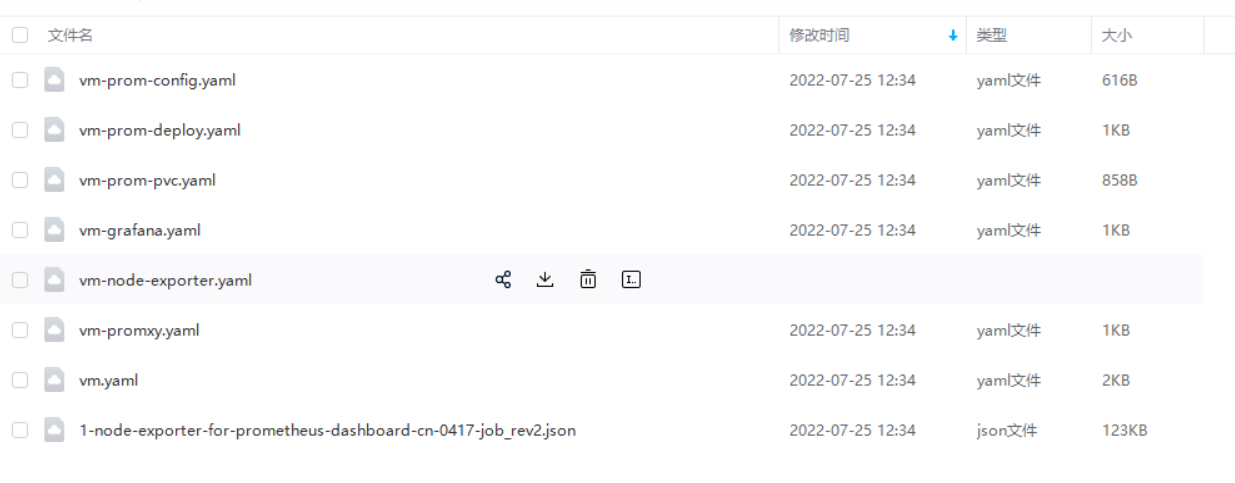 文件名 修改时间 类型 大小
vm-prom-config.yaml 2022-07-25 12:34 yaml文件 616B
vm-prom-deploy.yaml 2022-07-25 12:34 yaml文件 1KB
vm-prom-pvc.yaml 2022-07-25 12:34 yaml文件 858B
vm-grafana.yaml 2022-07-25 12:34 yaml文件 1KB
vm-node-exporter.yaml
vm-promxy.yaml 2022-07-25 12:34 yaml文件 1KB
vm.yaml 2022-07-25 12:34 yaml文件 2KB
1-node-exporter-for-prometheus-dashboard-cn-0417-job_rev2.json 2022-07-25 12:34 json文件 123KB